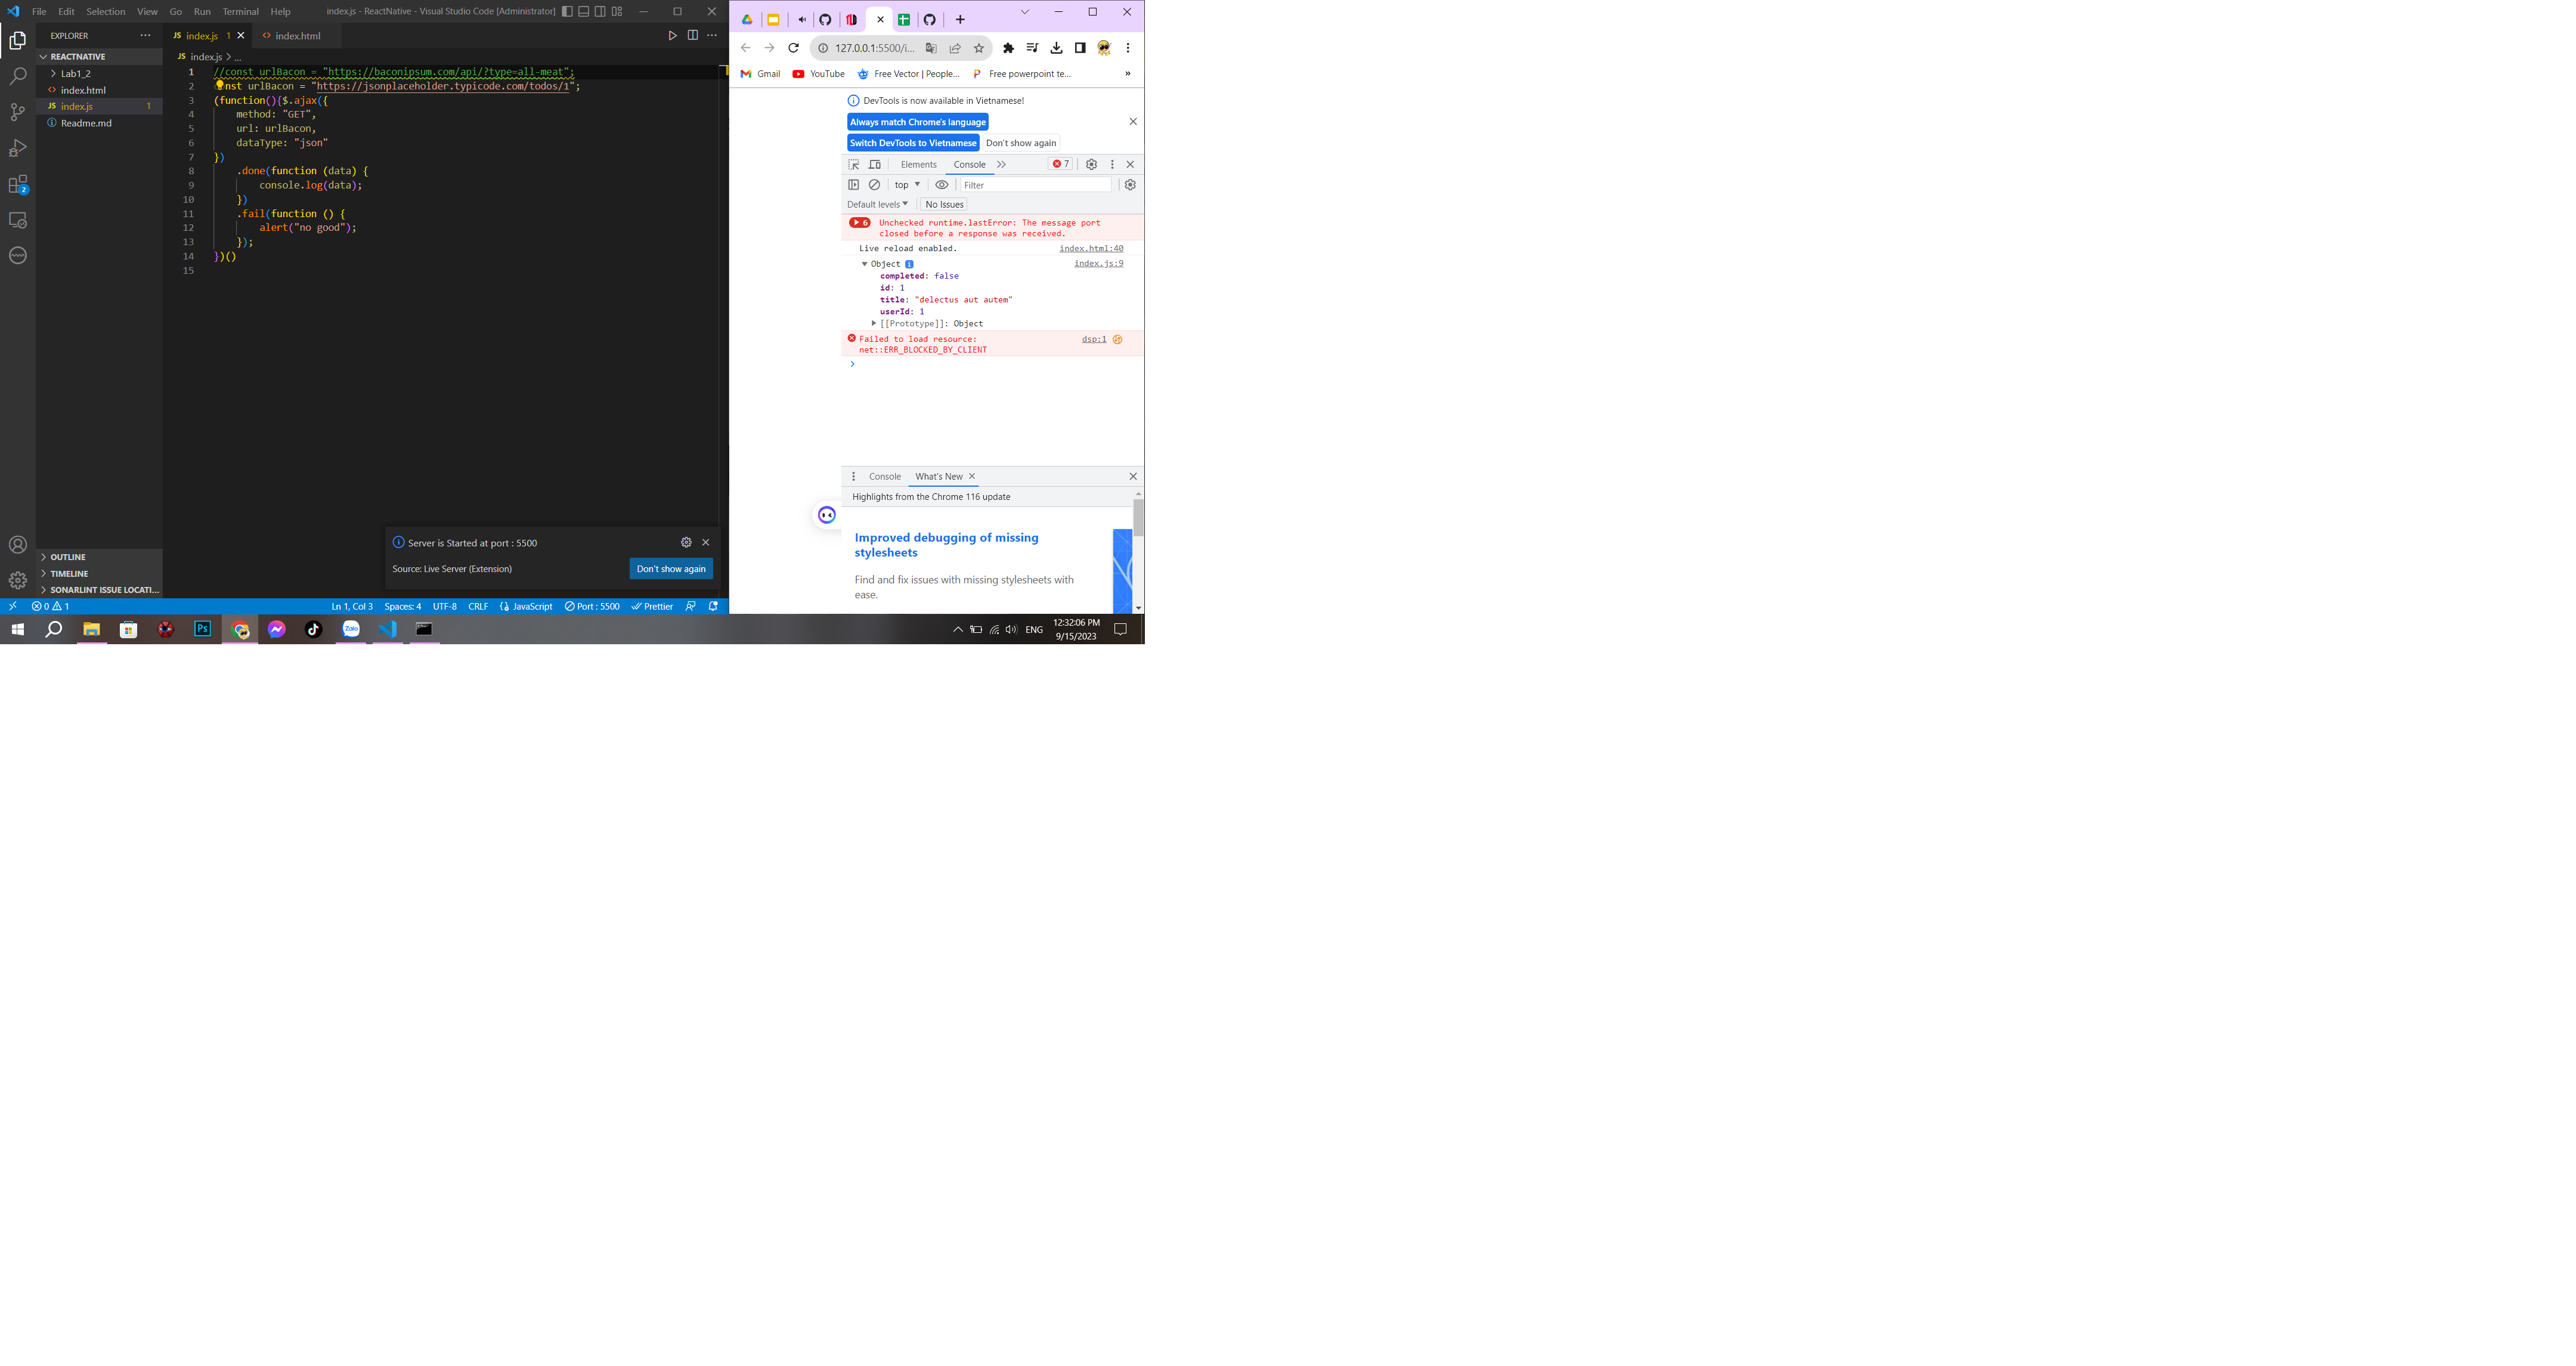 File Edit Selection View Go Run Terminal Help
index.js - ReactNative - Visual Studio Code [Administrator]
EXPLORER
REACTNATIVE
Lab1_2
index.html
JS index.js 1
Readme.md
OUTLINE
TIMELINE
SONARLINT ISSUE LOCATI...
JS index.js 1
index.html
JS index.js > ...
1 //const urlBacon = "https://baconipsum.com/api/?type=all-meat";
2 nst urlBacon = "https://jsonplaceholder.typicode.com/todos/1";
3 (function(){$.ajax({
4 method: "GET",
5 url: urlBacon,
6 dataType: "json"
7 })
8 .done(function (data) {
9 console.log(data);
10 })
11 .fail(function () {
12 alert("no good");
13 });
14 })()
15
Server is Started at port : 5500
Source: Live Server (Extension)
Don't show again
0 1
Ln 1, Col 3 Spaces: 4 UTF-8 CRLF JavaScript Port : 5500 Prettier
127.0.0.1:5500/i...
Gmail YouTube Free Vector | People... Free powerpoint te... »
DevTools is now available in Vietnamese!
Always match Chrome's language
Switch DevTools to Vietnamese Don't show again
Elements Console 7
top Filter
Default levels No Issues
6 Unchecked runtime.lastError: The message port
closed before a response was received.
Live reload enabled. index.html:40
Object i index.js:9
completed: false
id: 1
title: "delectus aut autem"
userId: 1
[[Prototype]]: Object
Failed to load resource: dsp:1
net::ERR_BLOCKED_BY_CLIENT
Console What's New
Highlights from the Chrome 116 update
Improved debugging of missing
stylesheets
Find and fix issues with missing stylesheets with
ease.
Ps
Zalo
ENG
12:32:06 PM
9/15/2023
2